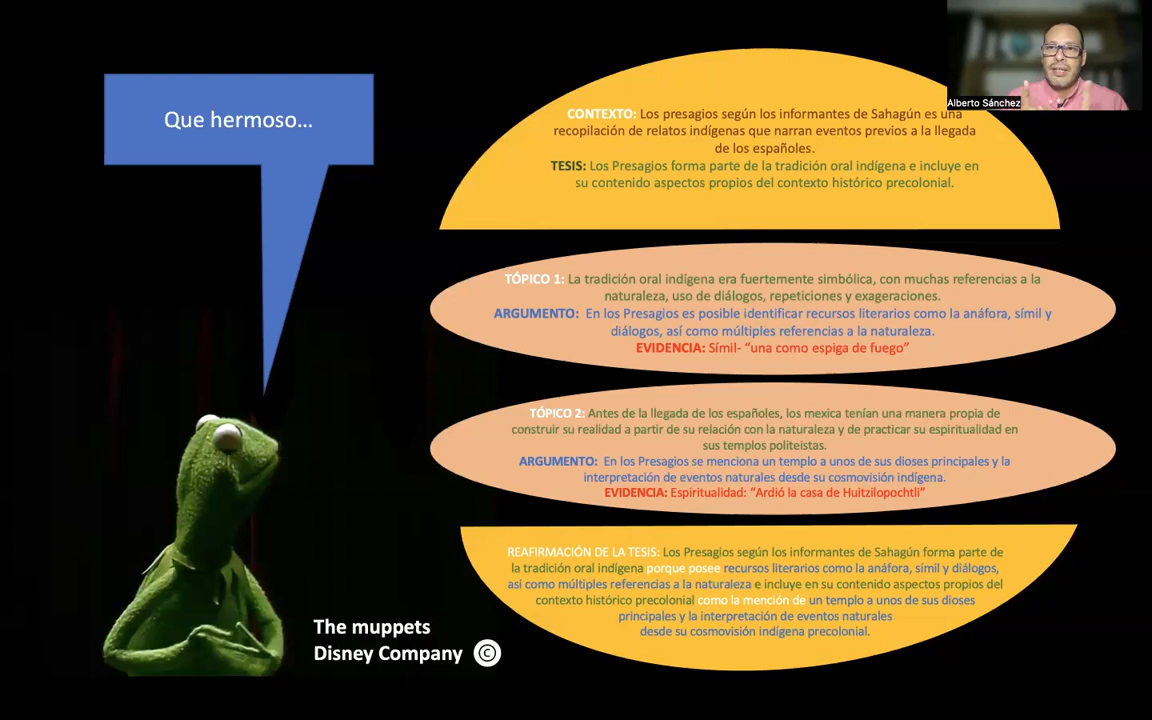 Que hermoso...
Alberto Sánchez
CONTEXTO: Los presagios según los informantes de Sahagún es una
recopilación de relatos indígenas que narran eventos previos a la llegada
de los españoles.
TESIS: Los Presagios forma parte de la tradición oral indígena e incluye en
su contenido aspectos propios del contexto histórico precolonial.
TÓPICO 1: La tradición oral indígena era fuertemente simbólica, con muchas referencias a la
naturaleza, uso de diálogos, repeticiones y exageraciones.
ARGUMENTO: En los Presagios es posible identificar recursos literarios como la anáfora, símil y
diálogos, así como múltiples referencias a la naturaleza.
EVIDENCIA: Símil- “una como espiga de fuego”
TÓPICO 2: Antes de la llegada de los españoles, los mexica tenían una manera propia de
construir su realidad a partir de su relación con la naturaleza y de practicar su espiritualidad en
sus templos politeistas.
ARGUMENTO: En los Presagios se menciona un templo a unos de sus dioses principales y la
interpretación de eventos naturales desde su cosmovisión indígena.
EVIDENCIA: Espiritualidad: “Ardió la casa de Huitzilopochtli”
REAFIRMACIÓN DE LA TESIS: Los Presagios según los informantes de Sahagún forma parte de
la tradición oral indígena porque posee recursos literarios como la anáfora, símil y diálogos,
así como múltiples referencias a la naturaleza e incluye en su contenido aspectos propios del
contexto histórico precolonial como la mención de un templo a unos de sus dioses
principales y la interpretación de eventos naturales
desde su cosmovisión indígena precolonial.
The muppets
Disney Company ©